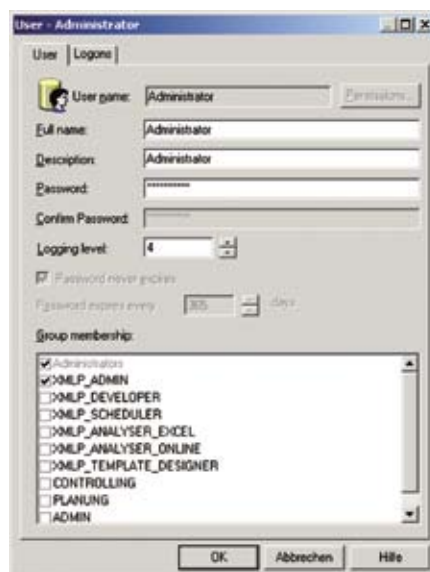 User - Administrator
User Logons
User name: Administrator Permissions...
Full name: Administrator
Description: Administrator
Password: **********
Confirm Password:
Logging level: 4
Password never expires
Password expires every 365 days
Group membership:
Administrators
XMLP_ADMIN
XMLP_DEVELOPER
XMLP_SCHEDULER
XMLP_ANALYSER_EXCEL
XMLP_ANALYSER_ONLINE
XMLP_TEMPLATE_DESIGNER
CONTROLLING
PLANUNG
ADMIN
OK Abbrechen Hilfe